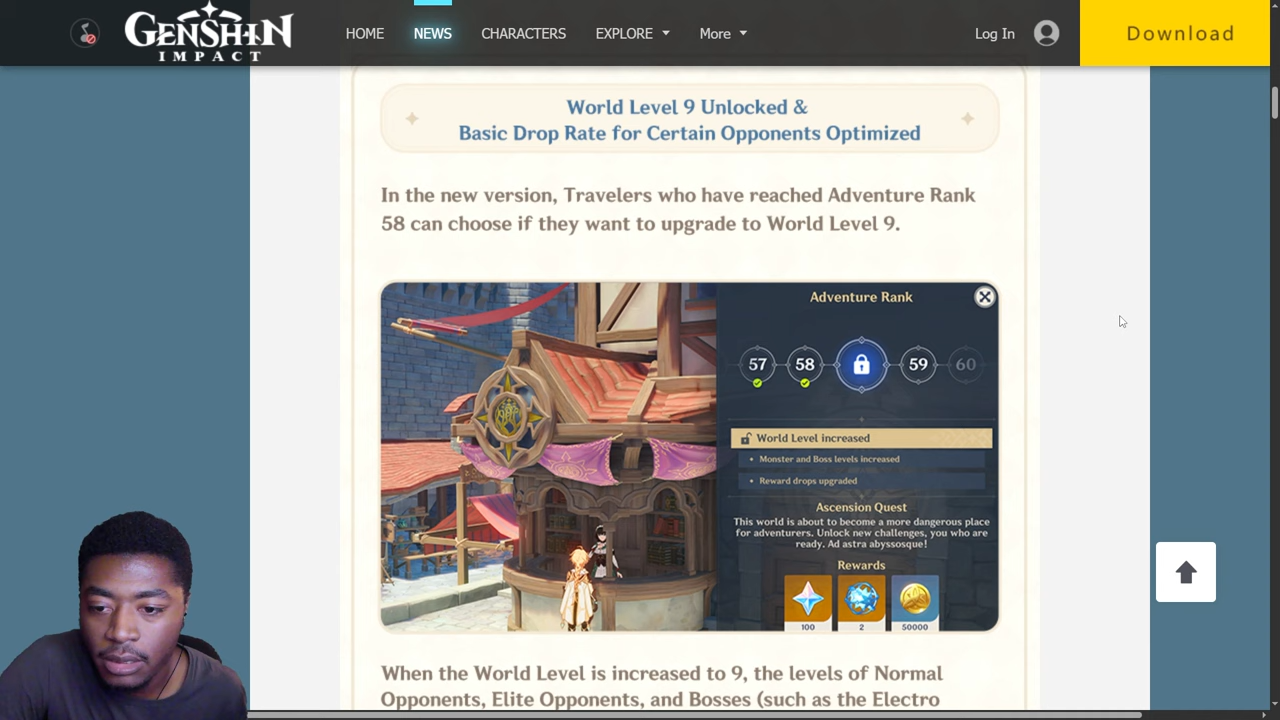 GENSHIN
IMPACT
HOME
NEWS
CHARACTERS
EXPLORE
More
Log In
Download
World Level 9 Unlocked &
Basic Drop Rate for Certain Opponents Optimized
In the new version, Travelers who have reached Adventure Rank
58 can choose if they want to upgrade to World Level 9.
Adventure Rank
57
58
59
60
World Level increased
Monster and Boss levels increased
Reward drops upgraded
Ascension Quest
This world is about to become a more dangerous place
for adventurers. Unlock new challenges, you who are
ready. Ad astra abyssosque!
Rewards
100
2
50000
When the World Level is increased to 9, the levels of Normal
Opponents, Elite Opponents, and Bosses (such as the Electro